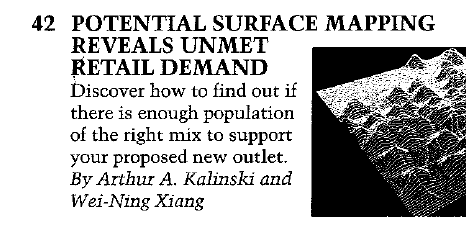 42 POTENTIAL SURFACE MAPPING
REVEALS UNMET
RETAIL DEMAND
Discover how to find out if
there is enough population
of the right mix to support
your proposed new outlet.
By Arthur A. Kalinski and
Wei-Ning Xiang